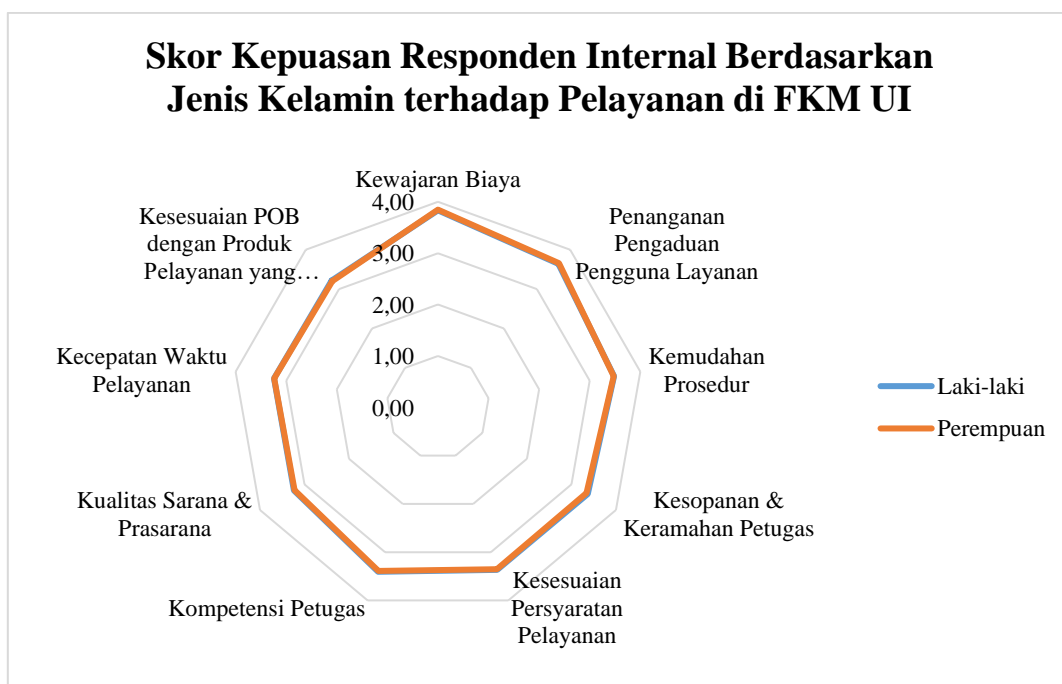 Skor Kepuasan Responden Internal Berdasarkan
Jenis Kelamin terhadap Pelayanan di FKM UI
Kewajaran Biaya
Penanganan
Pengaduan
Pengguna Layanan
Kemudahan
Prosedur
Kesopanan &
Keramahan Petugas
Kesesuaian
Persyaratan
Pelayanan
Kompetensi Petugas
Kualitas Sarana &
Prasarana
Kecepatan Waktu
Pelayanan
Kesesuaian POB
dengan Produk
Pelayanan yang…
4,00
3,00
2,00
1,00
0,00
Laki-laki
Perempuan